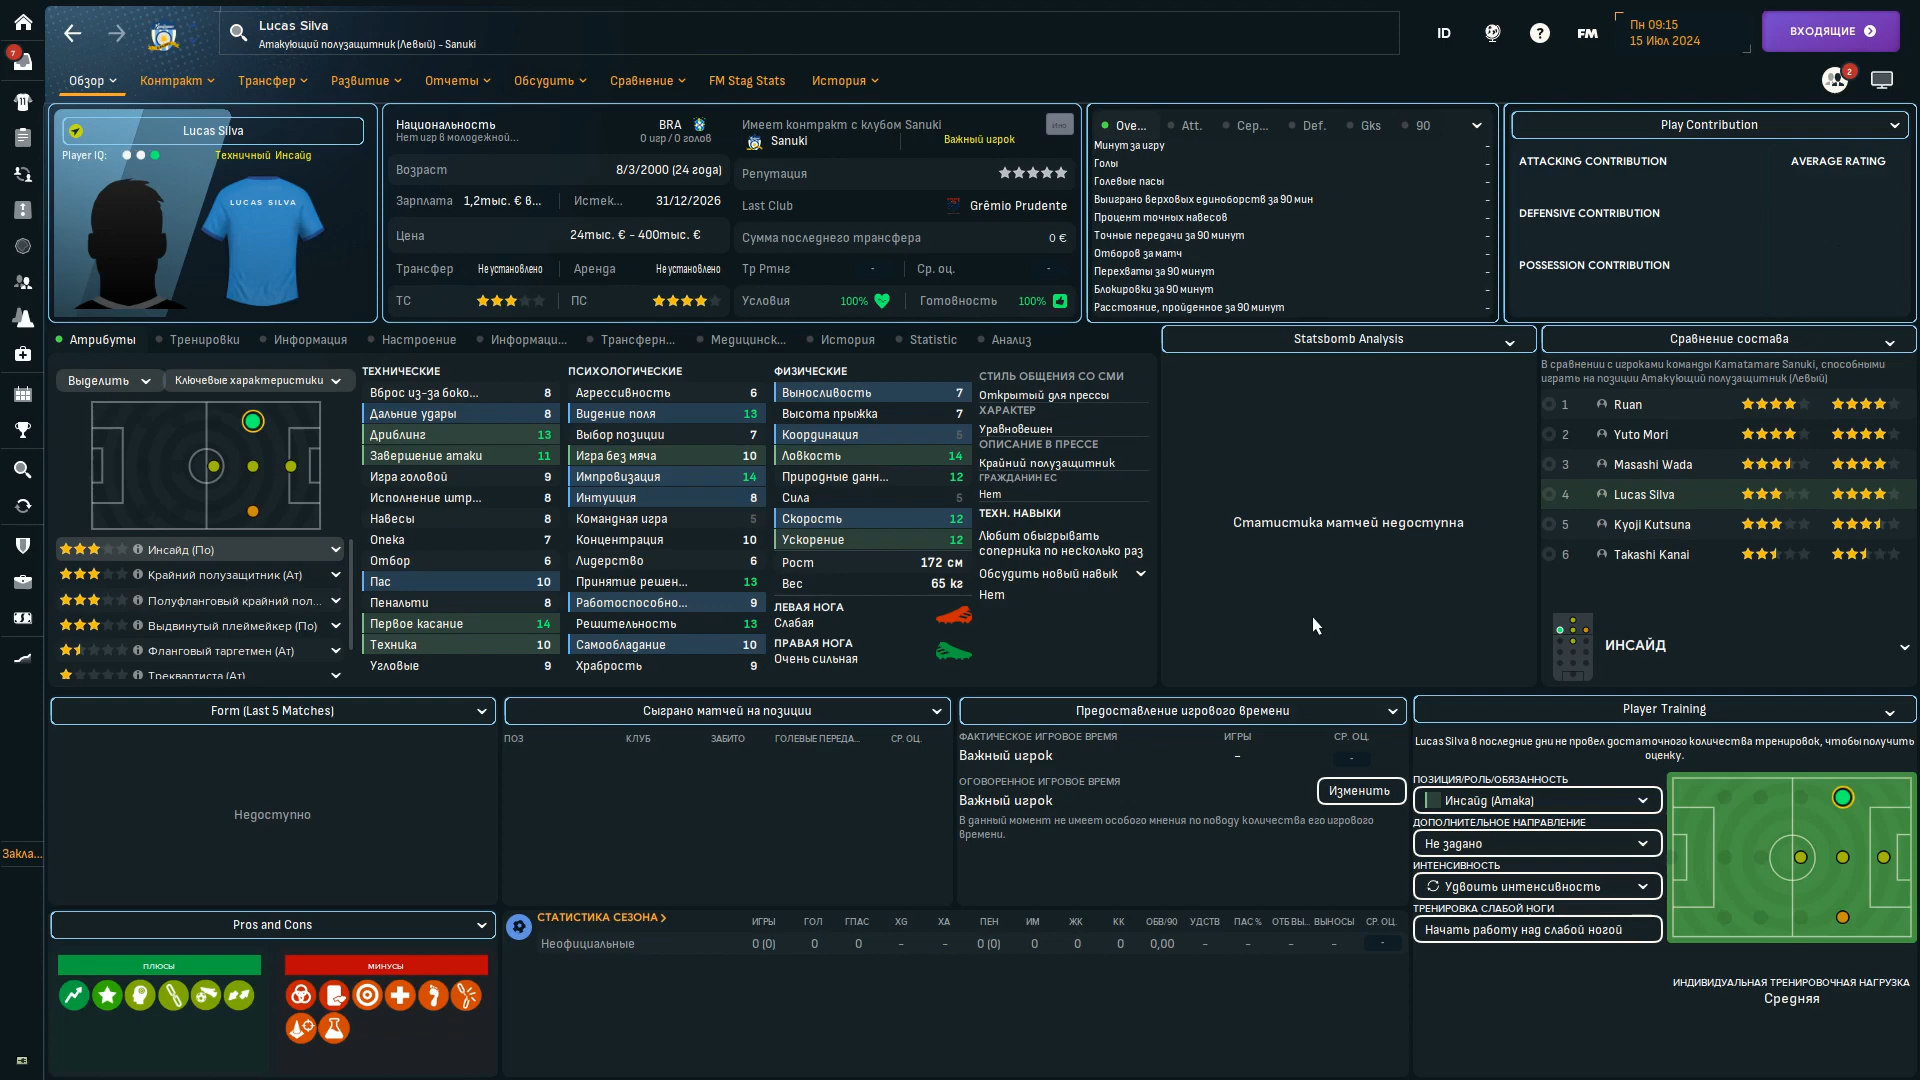 Lucas Silva
Атакующий полузащитник (Левый) - Sanuki
ID
FM
Пн 09:15
15 Июл 2024
ВХОДЯЩИЕ
7
Обзор
Контракт
Трансфер
Развитие
Отчеты
Обсудить
Сравнение
FM Stag Stats
История
2
Lucas Silva
Player IQ:
Техничный Инсайд
LUCAS SILVA
Национальность
BRA
Нет игр в молодежной...
0 игр / 0 голов
Возраст
8/3/2000 (24 года)
Зарплата
1,2тыс. € в...
Истек...
31/12/2026
Цена
24тыс. € - 400тыс. €
Трансфер
Не установлено
Аренда
Не установлено
ТС
ПС
Имеет контракт с клубом Sanuki
Sanuki
Важный игрок
Репутация
Last Club
Grêmio Prudente
Сумма последнего трансфера
0 €
Тр Ртнг
-
Ср. оц.
-
Условия
100%
Готовность
100%
Ove...
Att.
Сер...
Def.
Gks
90
Минут за игру -
Голы -
Голевые пасы -
Выиграно верховых единоборств за 90 мин -
Процент точных навесов -
Точные передачи за 90 минут -
Отборов за матч -
Перехваты за 90 минут -
Блокировки за 90 минут -
Расстояние, пройденное за 90 минут -
Play Contribution
ATTACKING CONTRIBUTION
AVERAGE RATING
DEFENSIVE CONTRIBUTION
POSSESSION CONTRIBUTION
Атрибуты
Тренировки
Информация
Настроение
Информаци...
Трансферн...
Медицинск...
История
Statistic
Анализ
Выделить
Ключевые характеристики
Инсайд (По)
Крайний полузащитник (Ат)
Полуфланговый крайний пол...
Выдвинутый плеймейкер (По)
Фланговый таргетмен (Ат)
Треквартиста (Ат)
ТЕХНИЧЕСКИЕ
Вброс из-за боко... 8
Дальние удары 8
Дриблинг 13
Завершение атаки 11
Игра головой 9
Исполнение штр... 8
Навесы 8
Опека 7
Отбор 6
Пас 10
Пенальти 8
Первое касание 14
Техника 10
Угловые 9
ПСИХОЛОГИЧЕСКИЕ
Агрессивность 6
Видение поля 13
Выбор позиции 7
Игра без мяча 10
Импровизация 14
Интуиция 8
Командная игра 5
Концентрация 10
Лидерство 6
Принятие решен... 13
Работоспособно... 9
Решительность 13
Самообладание 10
Храбрость 9
ФИЗИЧЕСКИЕ
Выносливость 7
Высота прыжка 7
Координация 5
Ловкость 14
Природные данн... 12
Сила 5
Скорость 12
Ускорение 12
Рост 172 см
Вес 65 кг
ЛЕВАЯ НОГА
Слабая
ПРАВАЯ НОГА
Очень сильная
СТИЛЬ ОБЩЕНИЯ СО СМИ
Открытый для прессы
ХАРАКТЕР
Уравновешен
ОПИСАНИЕ В ПРЕССЕ
Крайний полузащитник
ГРАЖДАНИН ЕС
Нет
ТЕХН. НАВЫКИ
Любит обыгрывать
соперника по несколько раз
Обсудить новый навык
Нет
Statsbomb Analysis
Статистика матчей недоступна
Сравнение состава
В сравнении с игроками команды Kamatamare Sanuki, способными
играть на позиции Атакующий полузащитник (Левый)
1 Ruan
2 Yuto Mori
3 Masashi Wada
4 Lucas Silva
5 Kyoji Kutsuna
6 Takashi Kanai
ИНСАЙД
Form (Last 5 Matches)
Недоступно
Сыграно матчей на позиции
ПОЗ
КЛУБ
ЗАБИТО
ГОЛЕВЫЕ ПЕРЕДА...
СР. ОЦ.
Предоставление игрового времени
ФАКТИЧЕСКОЕ ИГРОВОЕ ВРЕМЯ
ИГРЫ
СР. ОЦ.
Важный игрок
-
-
ОГОВОРЕННОЕ ИГРОВОЕ ВРЕМЯ
Важный игрок
Изменить
В данный момент не имеет особого мнения по поводу количества его игрового
времени.
Player Training
Lucas Silva в последние дни не провел достаточного количества тренировок, чтобы получить
оценку.
ПОЗИЦИЯ/РОЛЬ/ОБЯЗАННОСТЬ
Инсайд (Атака)
ДОПОЛНИТЕЛЬНОЕ НАПРАВЛЕНИЕ
Не задано
ИНТЕНСИВНОСТЬ
Удвоить интенсивность
ТРЕНИРОВКА СЛАБОЙ НОГИ
Начать работу над слабой ногой
ИНДИВИДУАЛЬНАЯ ТРЕНИРОВОЧНАЯ НАГРУЗКА
Средняя
Закла...
Pros and Cons
ПЛЮСЫ
МИНУСЫ
СТАТИСТИКА СЕЗОНА
ИГРЫ ГОЛ ГПАС XG XA ПЕН ИМ ЖК КК ОБВ/90 УДСТВ ПАС % ОТБ ВЫ... ВЫНОСЫ СР. ОЦ.
Неофициальные 0 (0) 0 0 - - 0 (0) 0 0 0 0,00 - - - - -